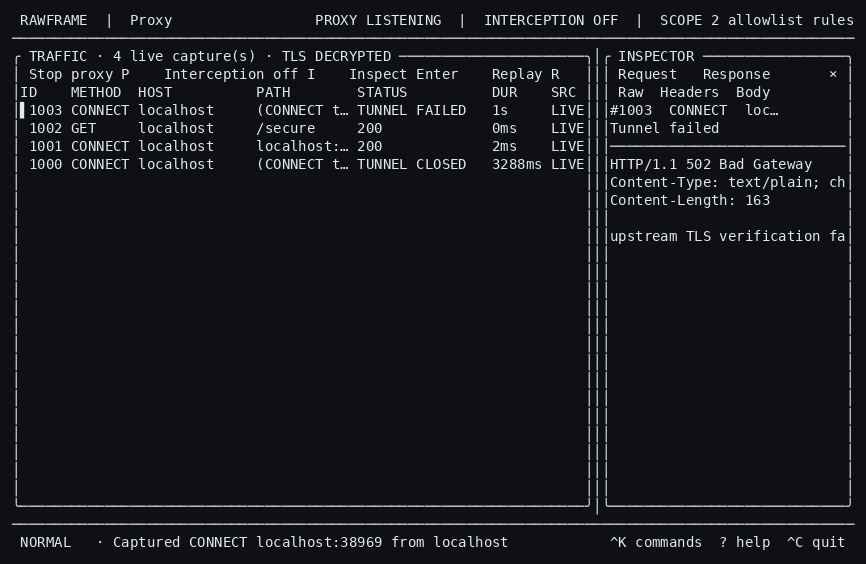 RAWFRAME | Proxy PROXY LISTENING | INTERCEPTION OFF | SCOPE 2 allowlist rules
TRAFFIC · 4 live capture(s) · TLS DECRYPTED
Stop proxy P Interception off I Inspect Enter Replay R
ID METHOD HOST PATH STATUS DUR SRC
1003 CONNECT localhost (CONNECT t… TUNNEL FAILED 1s LIVE
1002 GET localhost /secure 200 0ms LIVE
1001 CONNECT localhost localhost:… 200 2ms LIVE
1000 CONNECT localhost (CONNECT t… TUNNEL CLOSED 3288ms LIVE
INSPECTOR
Request Response ×
Raw Headers Body
#1003 CONNECT loc…
Tunnel failed
HTTP/1.1 502 Bad Gateway
Content-Type: text/plain; ch
Content-Length: 163
upstream TLS verification fa
NORMAL · Captured CONNECT localhost:38969 from localhost ^K commands ? help ^C quit